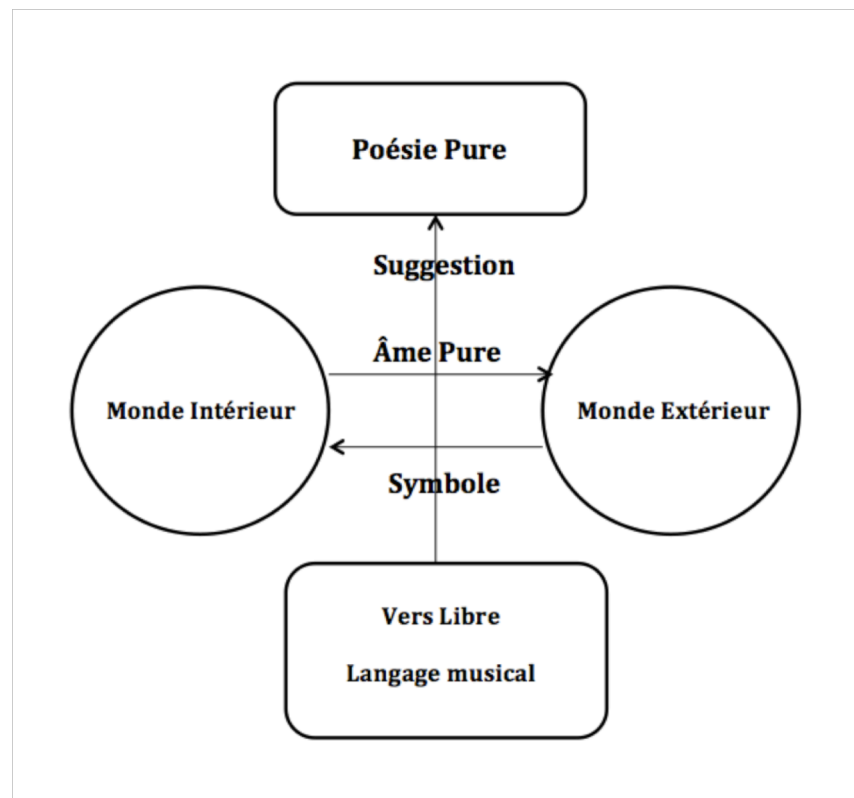 Poésie Pure
Suggestion
Âme Pure
Monde Intérieur
Monde Extérieur
Symbole
Vers Libre
Langage musical